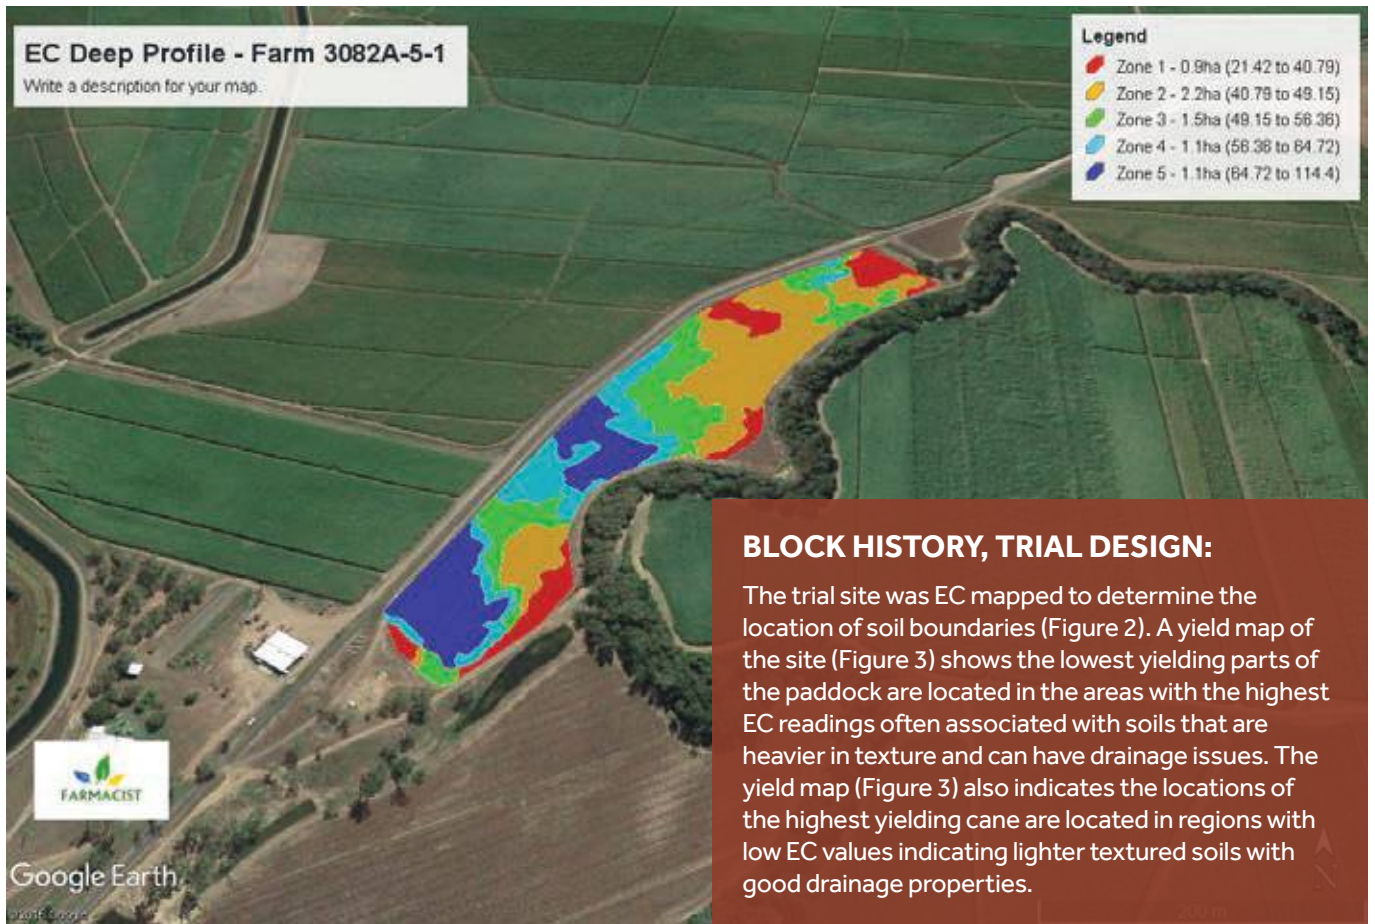 EC Deep Profile - Farm 3082A-5-1
Write a description for your map.
Legend
Zone 1 - 0.9ha (21.42 to 40.79)
Zone 2 - 2.2ha (40.79 to 49.15)
Zone 3 - 1.5ha (49.15 to 56.36)
Zone 4 - 1.1ha (56.36 to 64.72)
Zone 5 - 1.1ha (64.72 to 114.4)
BLOCK HISTORY, TRIAL DESIGN:
The trial site was EC mapped to determine the
location of soil boundaries (Figure 2). A yield map of
the site (Figure 3) shows the lowest yielding parts of
the paddock are located in the areas with the highest
EC readings often associated with soils that are
heavier in texture and can have drainage issues. The
yield map (Figure 3) also indicates the locations of
the highest yielding cane are located in regions with
low EC values indicating lighter textured soils with
good drainage properties.
FARMACIST
Google Earth
N
200 m